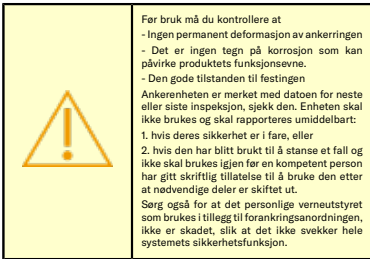 Før bruk må du kontrollere at
- Ingen permanent deformasjon av ankerringen
- Det er ingen tegn på korrosjon som kan
påvirke produktets funksjonsevne.
- Den gode tilstanden til festingen
Ankerenheten er merket med datoen for neste
eller siste inspeksjon, sjekk den. Enheten skal
ikke brukes og skal rapporteres umiddelbart:
1. hvis deres sikkerhet er i fare, eller
2. hvis den har blitt brukt til å stanse et fall og
ikke skal brukes igjen før en kompetent person
har gitt skriftlig tillatelse til å bruke den etter
at nødvendige deler er skiftet ut.
Sørg også for at det personlige verneutstyret
som brukes i tillegg til forankringsanordningen,
ikke er skadet, slik at det ikke svekker hele
systemets sikkerhetsfunksjon.